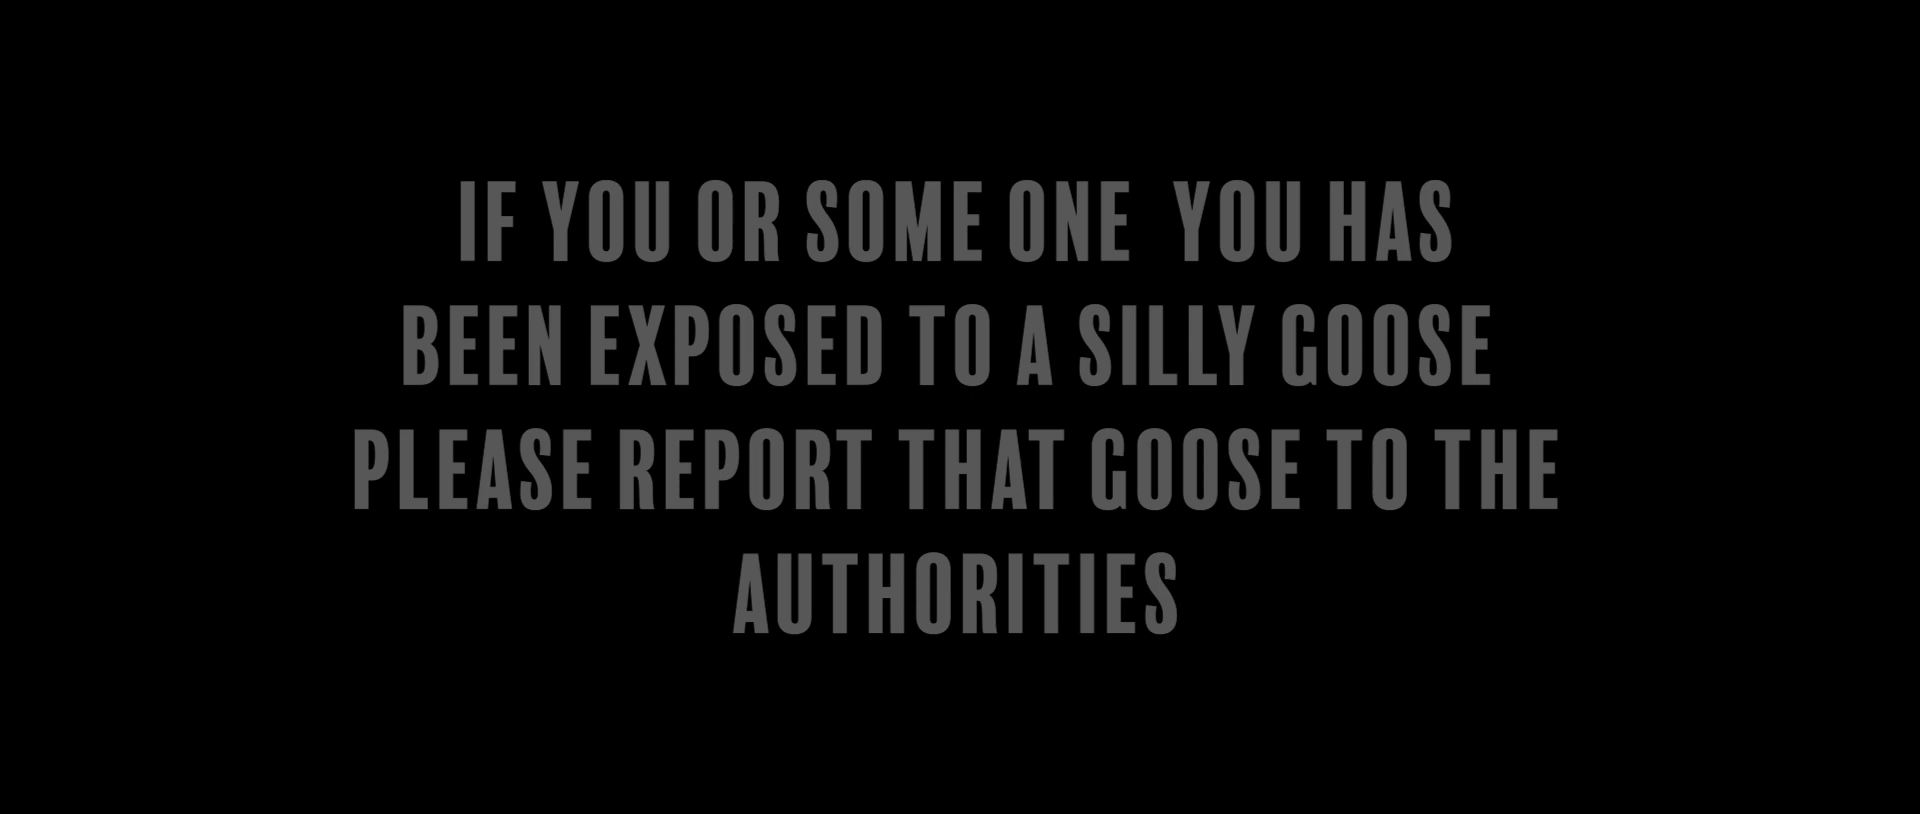 IF YOU OR SOME ONE  YOU HAS
BEEN EXPOSED TO A SILLY GOOSE
PLEASE REPORT THAT GOOSE TO THE
AUTHORITIES